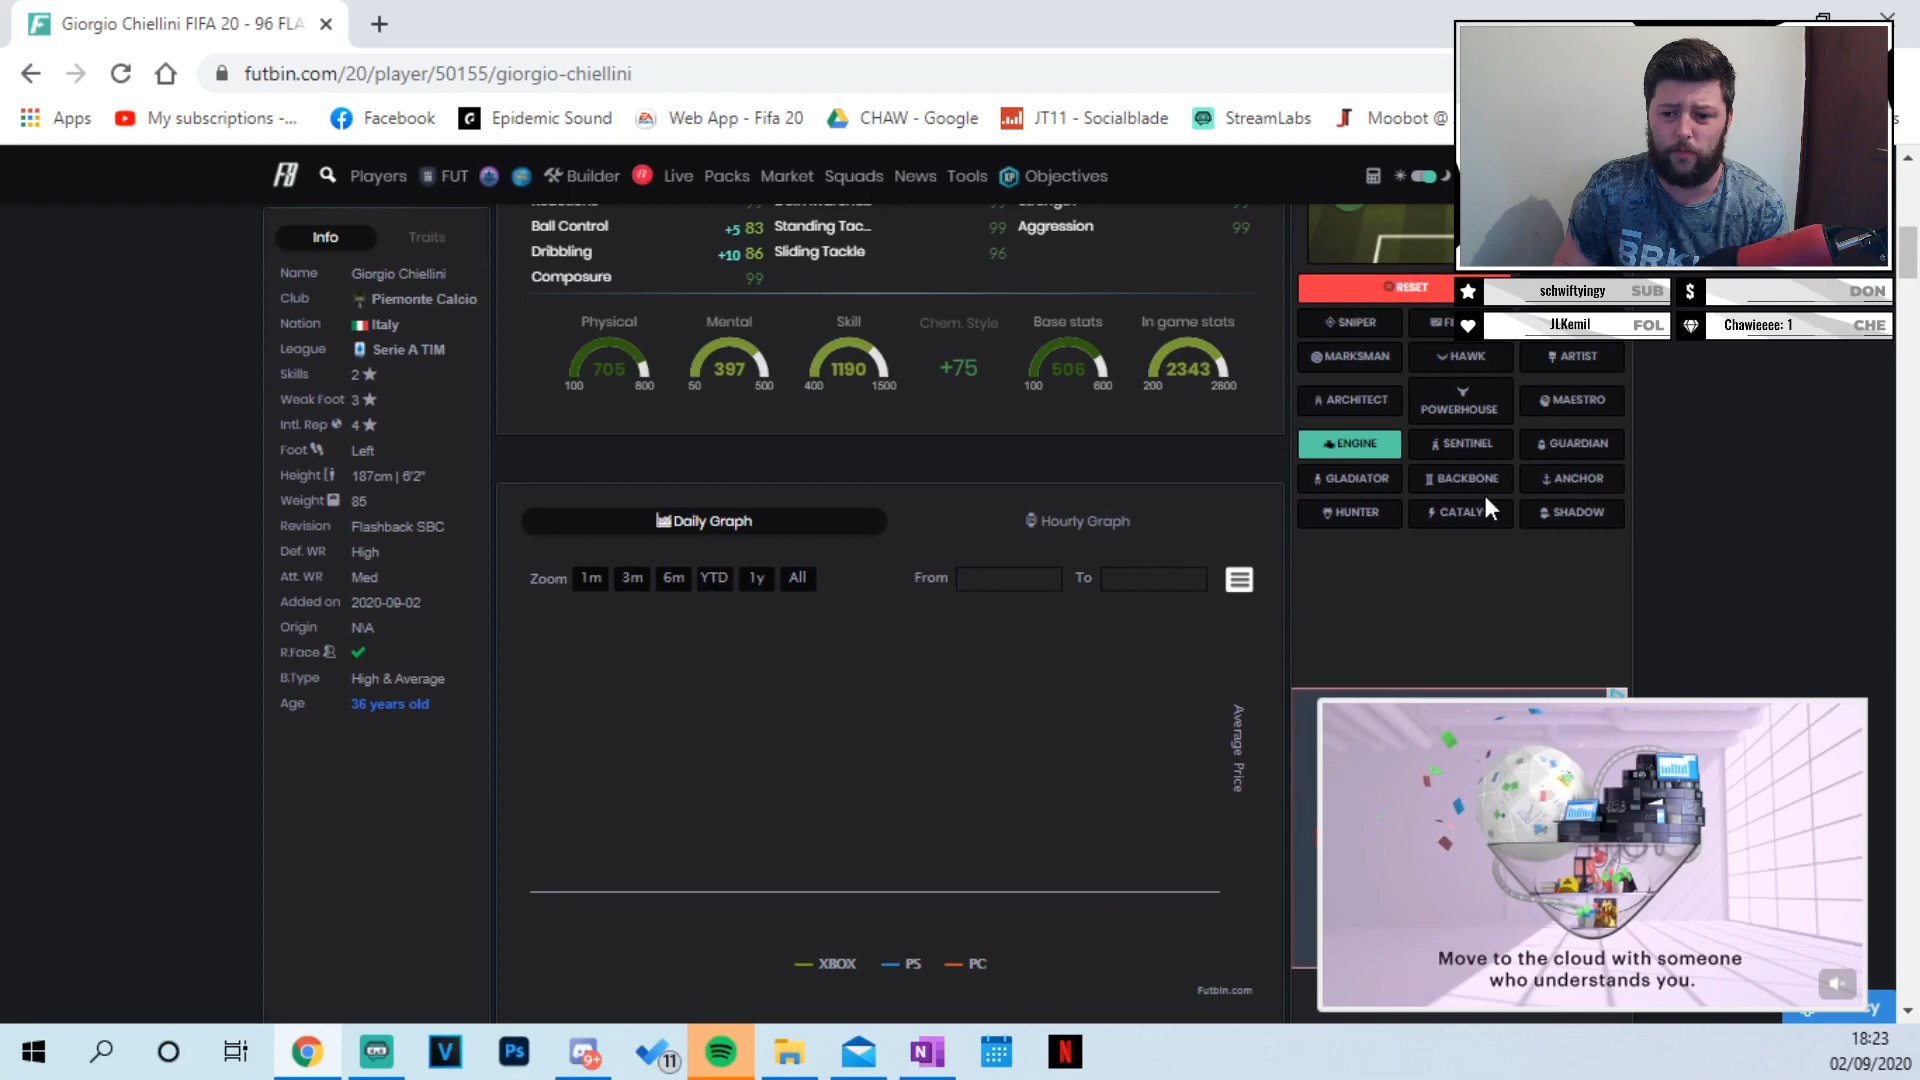 Giorgio Chiellini FIFA 20 - 96 FLA
futbin.com/20/player/50155/giorgio-chiellini
Apps My subscriptions -... Facebook Epidemic Sound Web App - Fifa 20 CHAW - Google JT11 - Socialblade StreamLabs Moobot @
Players FUT Builder Live Packs Market Squads News Tools Objectives
Info Traits
Name Giorgio Chiellini
Club Piemonte Calcio
Nation Italy
League Serie A TIM
Skills 2
Weak Foot 3
Intl. Rep 4
Foot Left
Height 187cm | 6'2"
Weight 85
Revision Flashback SBC
Def. WR High
Att. WR Med
Added on 2020-09-02
Origin N\A
R.Face
B.Type High & Average
Age 36 years old
Ball Control +5 83 Standing Tac... 99 Aggression 99
Dribbling +10 86 Sliding Tackle 96
Composure 99
Physical Mental Skill Chem. Style Base stats In game stats
705 397 1190 +75 506 2343
100 800 50 500 400 1500 100 600 200 2800
Daily Graph Hourly Graph
Zoom 1m 3m 6m YTD 1y All From To
Average Price
XBOX PS PC
Futbin.com
RESET
SNIPER
MARKSMAN HAWK ARTIST
ARCHITECT POWERHOUSE MAESTRO
ENGINE SENTINEL GUARDIAN
GLADIATOR BACKBONE ANCHOR
HUNTER CATALY SHADOW
BRK
schwiftyingy SUB DON
JLKemil FOL Chawieeee: 1 CHE
Move to the cloud with someone
who understands you.
V Ps 9+ 11 N N
18:23
02/09/2020